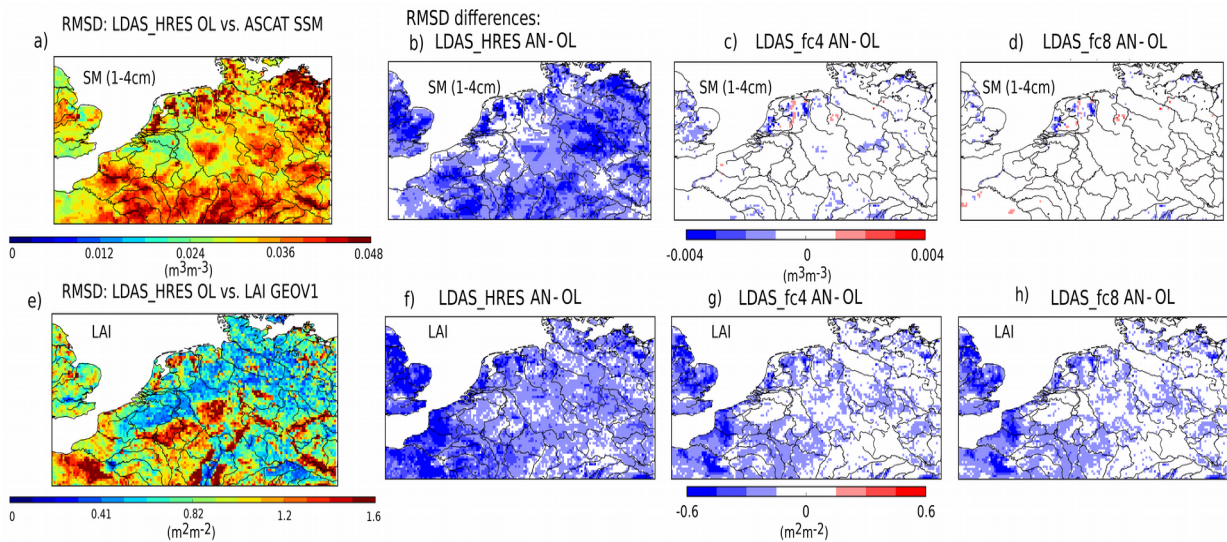 RMSD: LDAS_HRES OL vs. ASCAT SSM
RMSD differences:
a)
b) LDAS_HRES AN-OL
c) LDAS_fc4 AN-OL
d) LDAS_fc8 AN-OL
SM (1-4cm)
SM (1-4cm)
SM (1-4cm)
SM (1-4cm)
0 0.012 0.024 0.036 0.048
(m3m-3)
-0.004 0 0.004
(m3m-3)
e) RMSD: LDAS_HRES OL vs. LAI GEOV1
f) LDAS_HRES AN-OL
g) LDAS_fc4 AN-OL
h) LDAS_fc8 AN-OL
LAI
LAI
LAI
LAI
0 0.41 0.82 1.2 1.6
(m2m-2)
-0.6 0 0.6
(m2m-2)